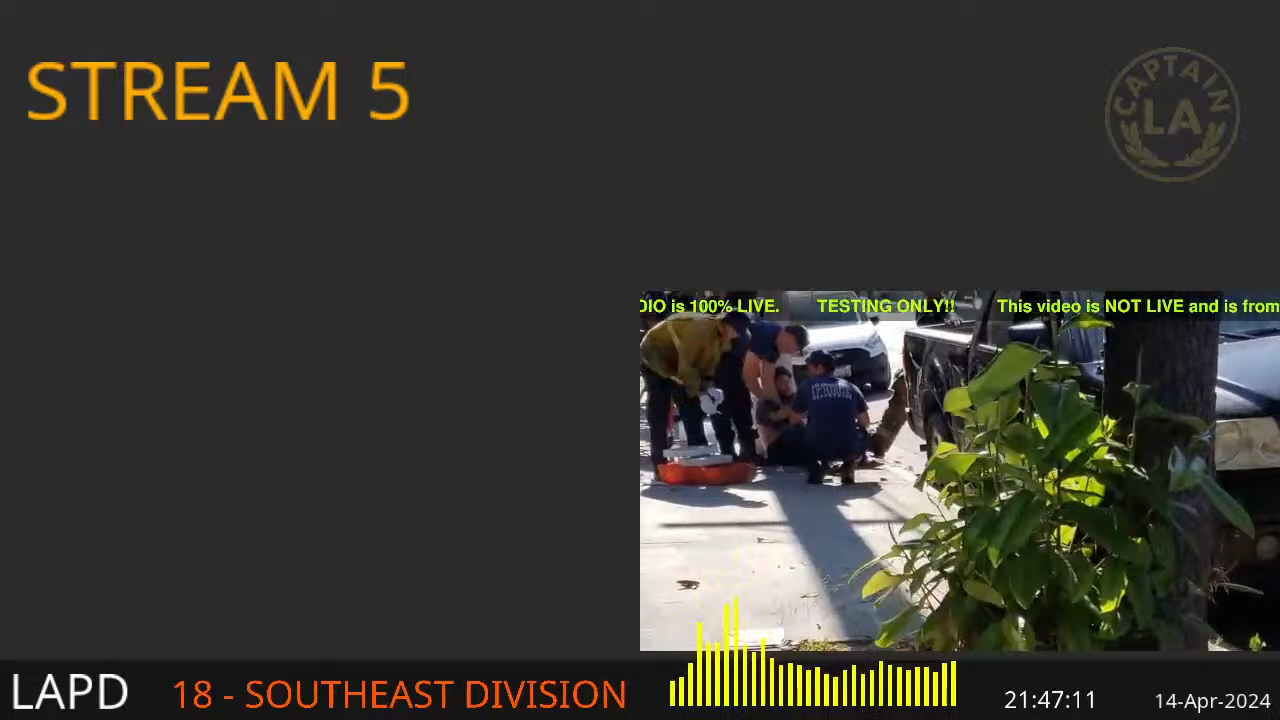 STREAM 5
CAPTAIN
LA
DIO is 100% LIVE. TESTING ONLY!! This video is NOT LIVE and is from
LAPD 18 - SOUTHEAST DIVISION 21:47:11 14-Apr-2024